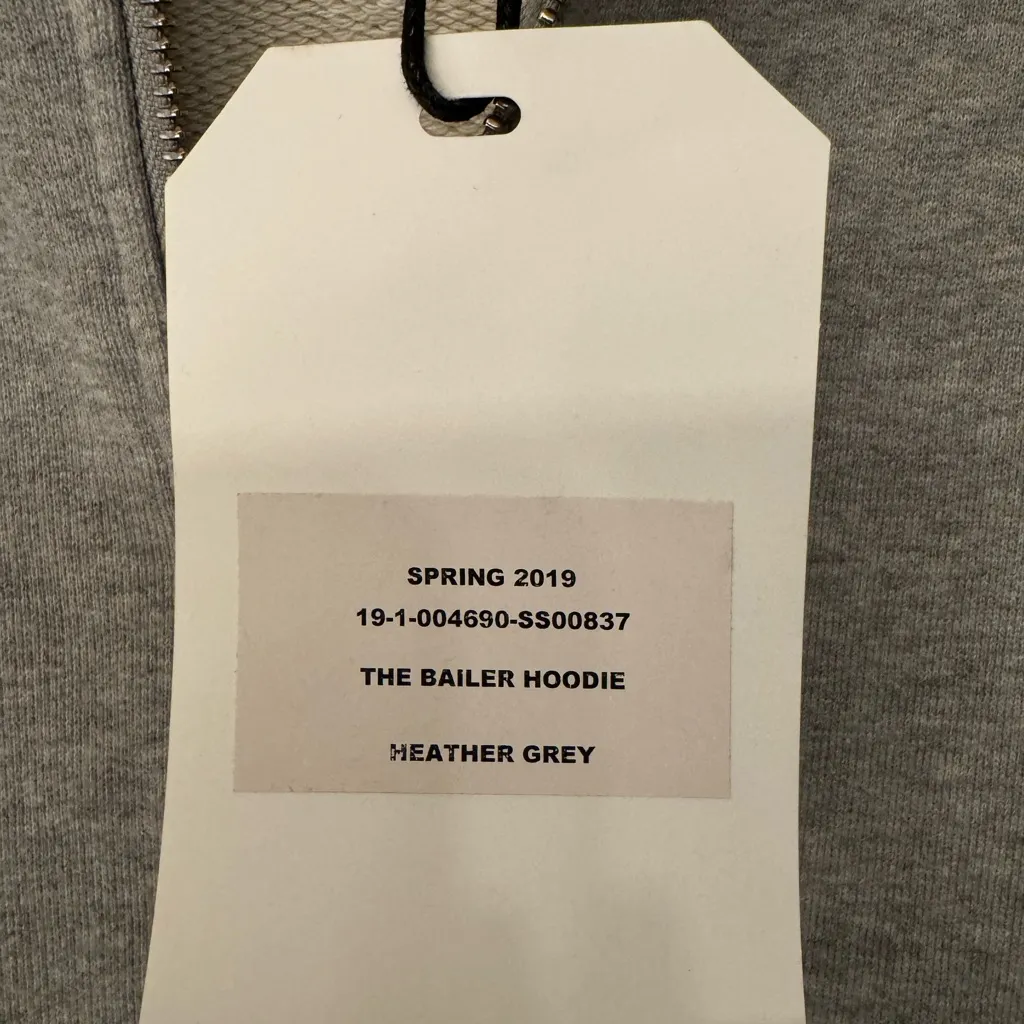 SPRING 2019
19-1-004690-SS00837
THE BAILER HOODIE
HEATHER GREY